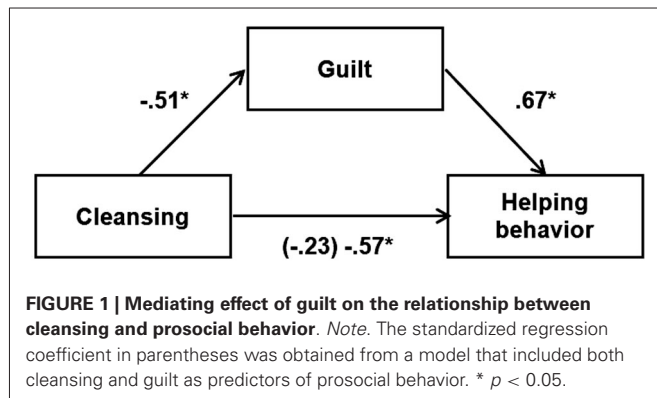 Guilt
-.51*
.67*
Cleansing
Helping
behavior
(-.23) -.57*
FIGURE 1 | Mediating effect of guilt on the relationship between
cleansing and prosocial behavior. Note. The standardized regression
coefficient in parentheses was obtained from a model that included both
cleansing and guilt as predictors of prosocial behavior. * p < 0.05.